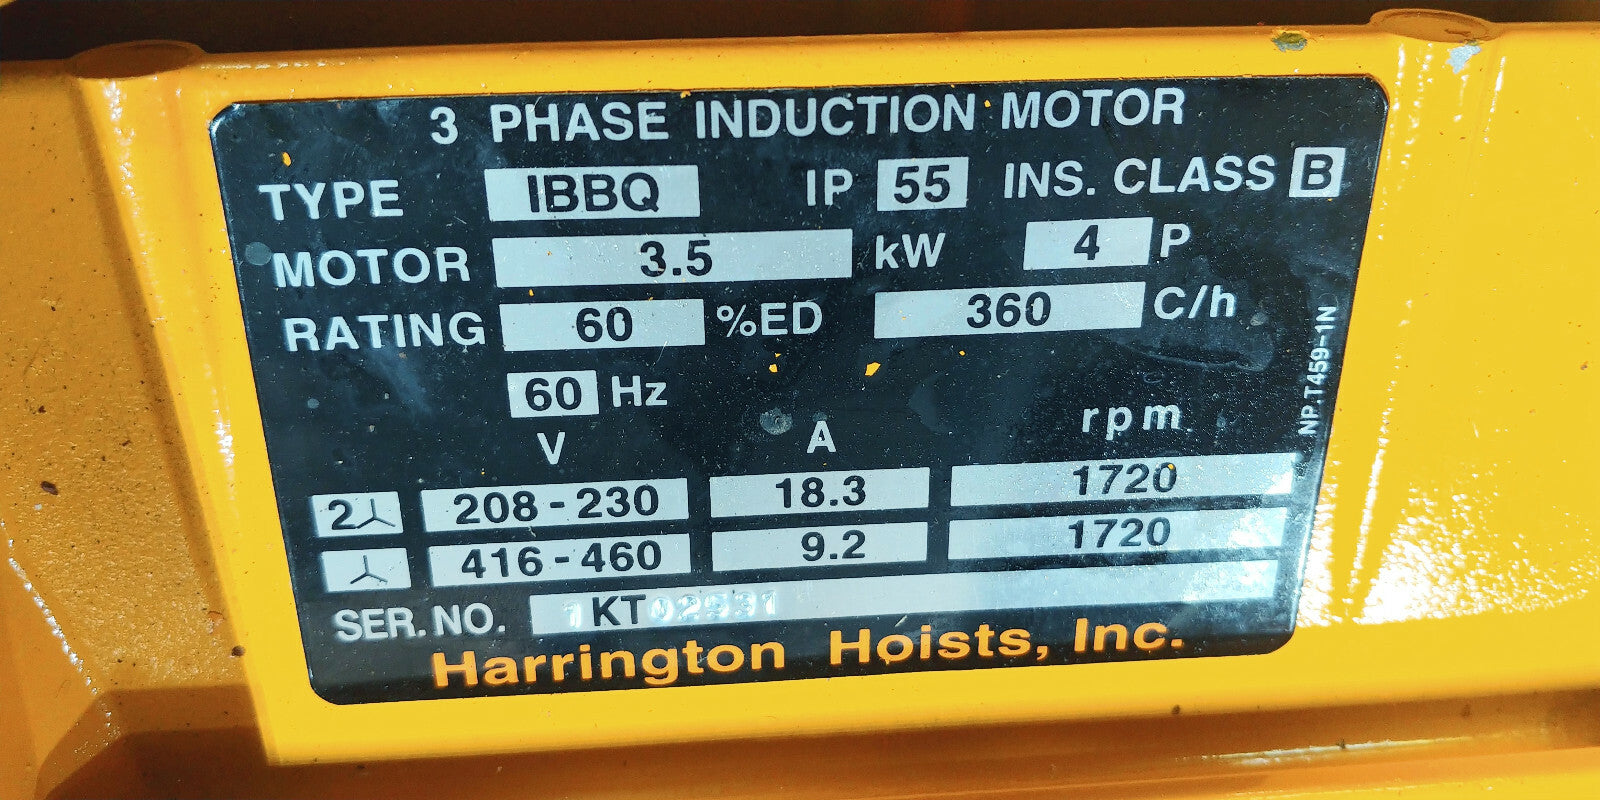 3 PHASE INDUCTION MOTOR
TYPE IBBQ IP 55 INS. CLASS B
MOTOR 3.5 kW 4 P
RATING 60 %ED 360 C/h
60 Hz
V A rpm
2 208-230 18.3 1720
416-460 9.2 1720
SER. NO. 1KT02931
Harrington Hoists, Inc.
NP.T459-1N